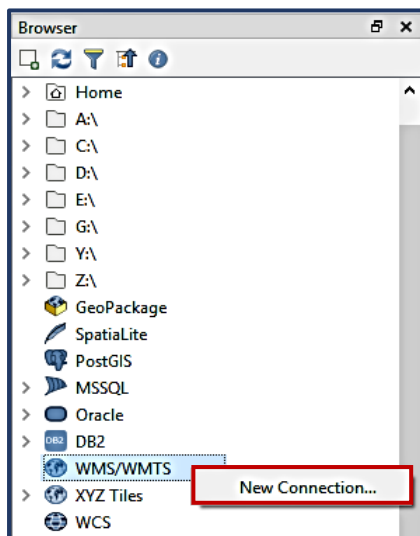 Browser
Home
A:\
C:\
D:\
E:\
G:\
Y:\
Z:\
GeoPackage
SpatiaLite
PostGIS
MSSQL
Oracle
DB2 DB2
WMS/WMTS
New Connection...
XYZ Tiles
WCS